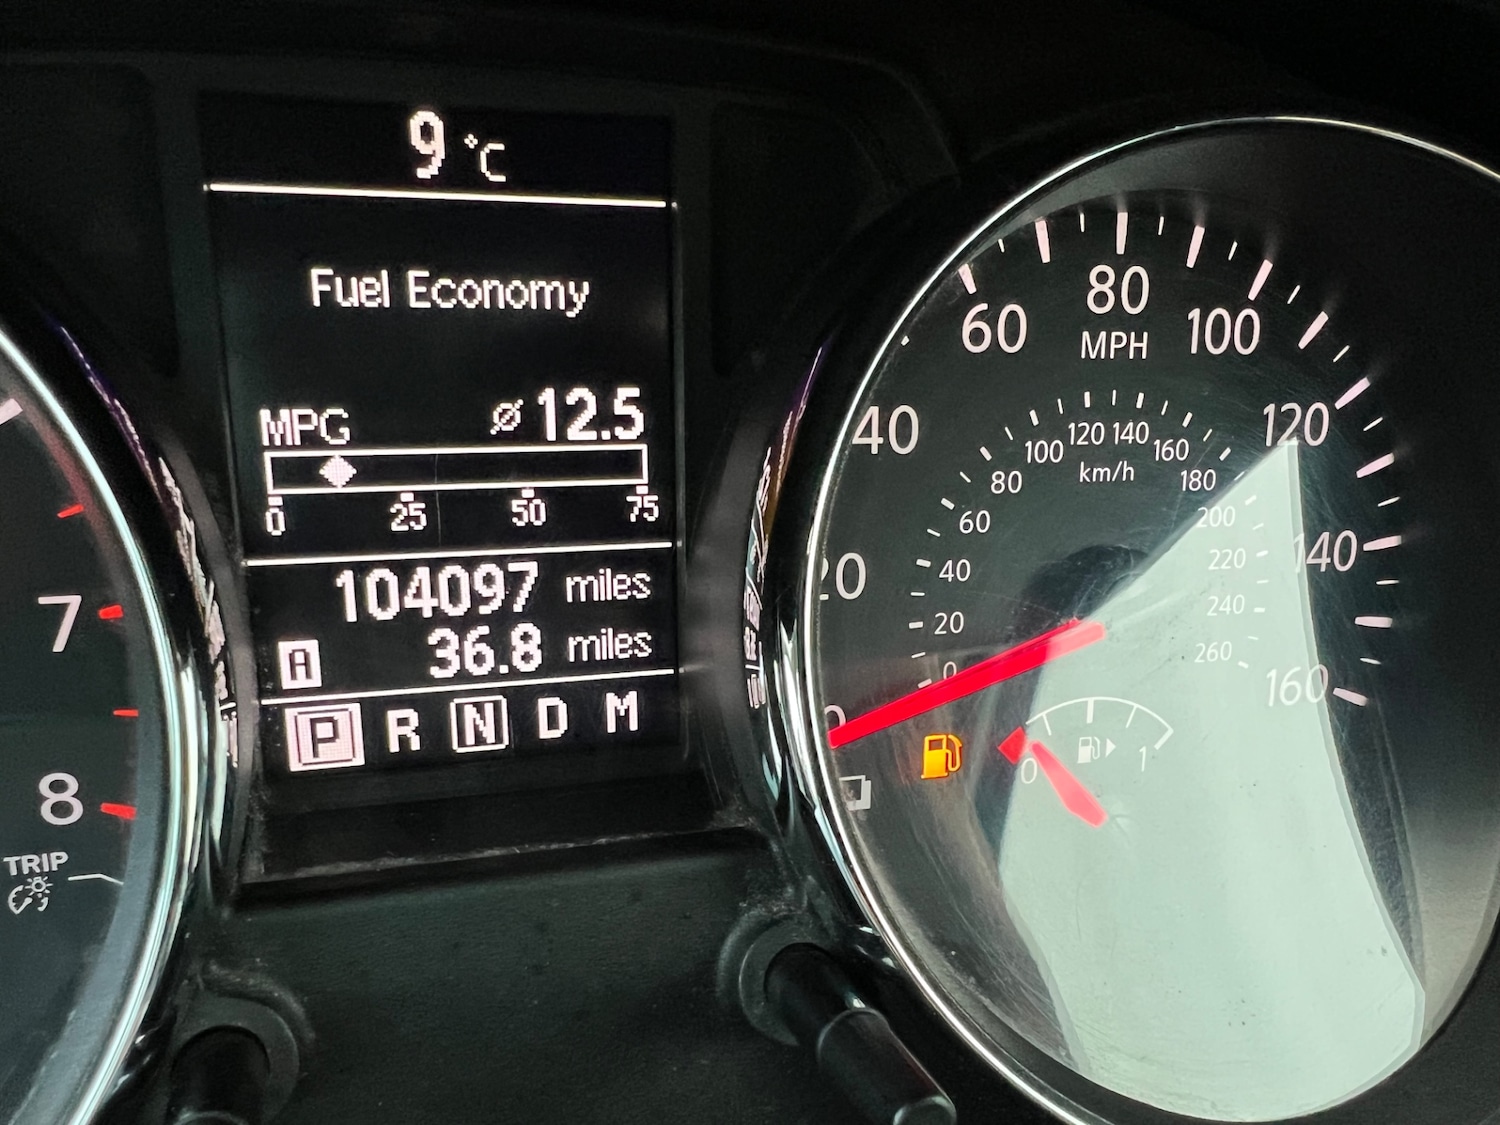 9 °C
Fuel Economy
MPG ⌀ 12.5
0 25 50 75
104097 miles
A 36.8 miles
P R N D M
7
8
TRIP
0 20 40 60 80 100 120 140 160
MPH
0 20 40 60 80 100 120 140 160 180 200 220 240 260
km/h
0 1